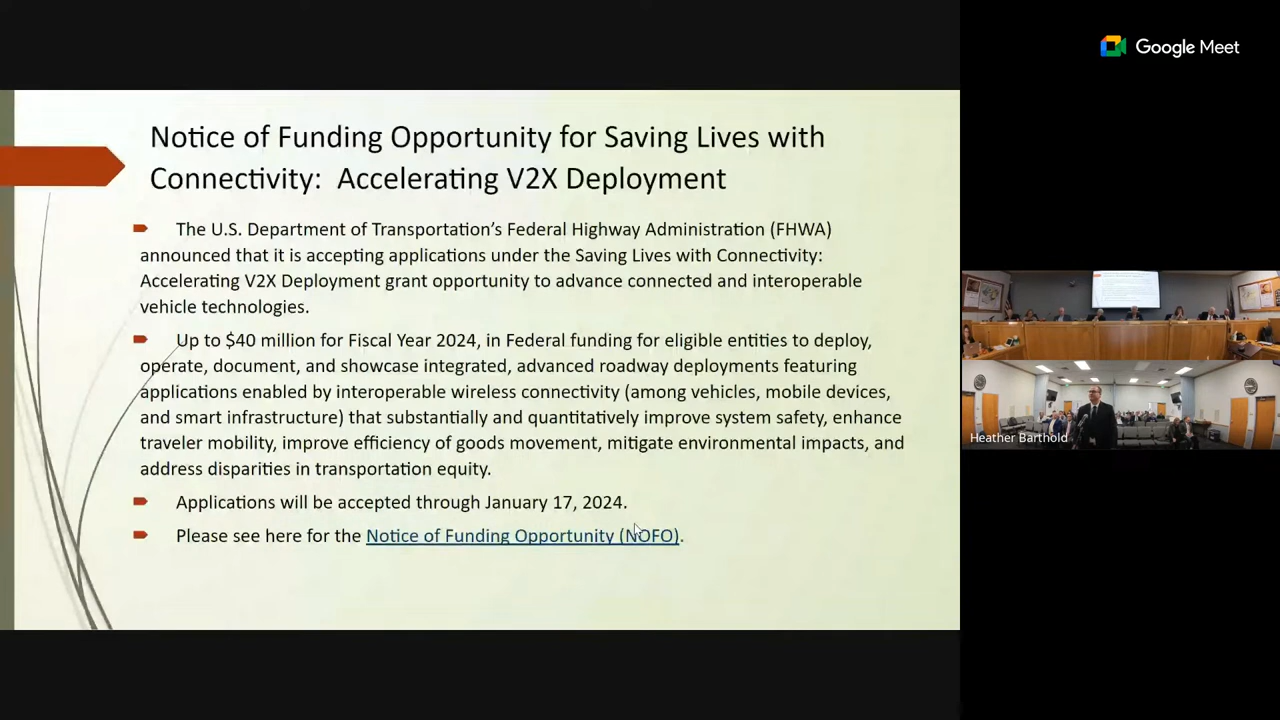 Google Meet
Notice of Funding Opportunity for Saving Lives with
Connectivity: Accelerating V2X Deployment
The U.S. Department of Transportation’s Federal Highway Administration (FHWA)
announced that it is accepting applications under the Saving Lives with Connectivity:
Accelerating V2X Deployment grant opportunity to advance connected and interoperable
vehicle technologies.
Up to $40 million for Fiscal Year 2024, in Federal funding for eligible entities to deploy,
operate, document, and showcase integrated, advanced roadway deployments featuring
applications enabled by interoperable wireless connectivity (among vehicles, mobile devices,
and smart infrastructure) that substantially and quantitatively improve system safety, enhance
traveler mobility, improve efficiency of goods movement, mitigate environmental impacts, and
address disparities in transportation equity.
Applications will be accepted through January 17, 2024.
Please see here for the Notice of Funding Opportunity (NOFO).
Heather Barthold